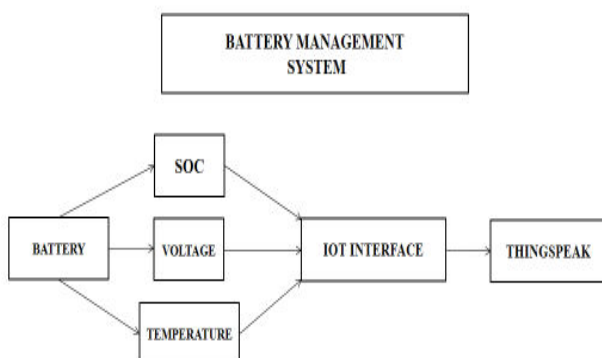 BATTERY MANAGEMENT
SYSTEM
SOC
BATTERY
VOLTAGE
IOT INTERFACE
THINGSPEAK
TEMPERATURE